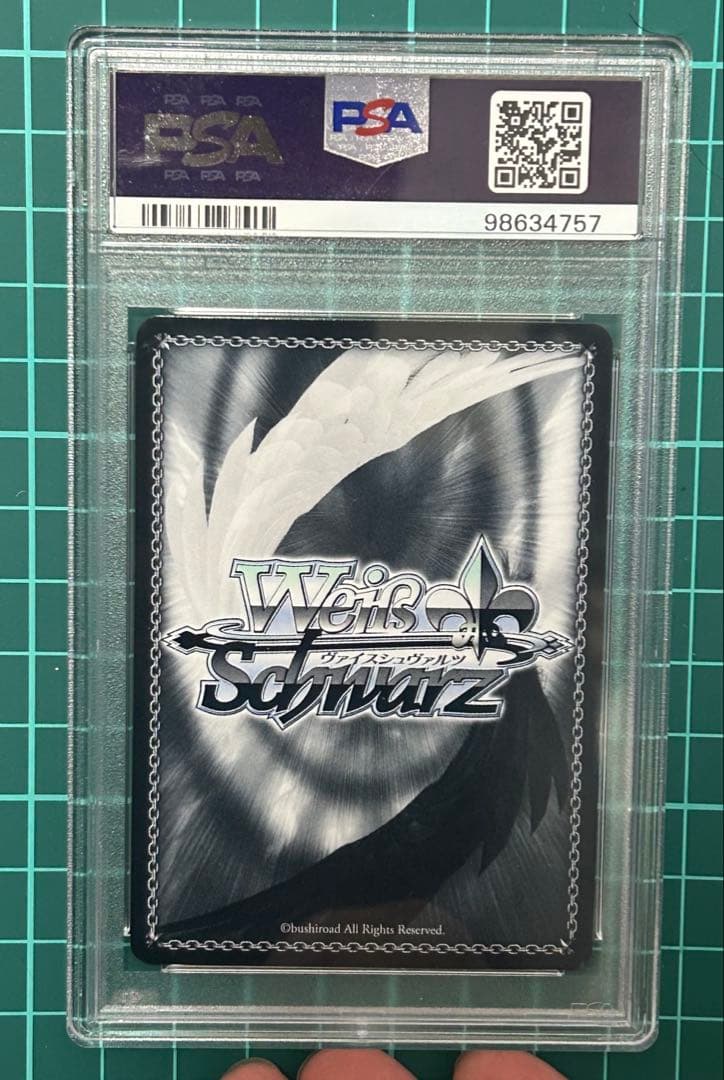 PSA PSA PSA
PSA
PSA PSA PSA
PSA
98634757
Weiß
ヴァイスシュヴァルツ
Schwarz
©bushiroad All Rights Reserved.
PSA